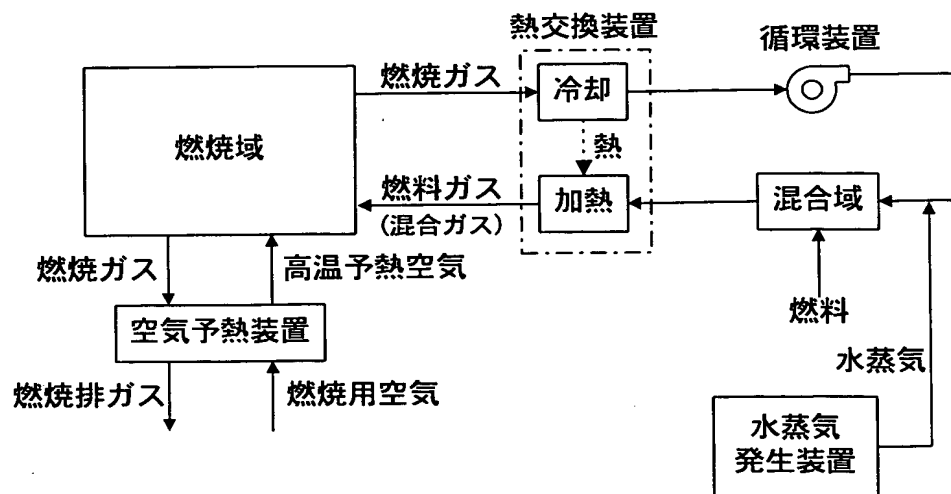 熱交換装置
循環装置
燃焼ガス
冷却
燃焼域
熱
燃料ガス
(混合ガス)
加熱
混合域
燃焼ガス
高温予熱空気
燃料
空気予熱装置
水蒸気
燃焼排ガス
燃焼用空気
水蒸気
発生装置